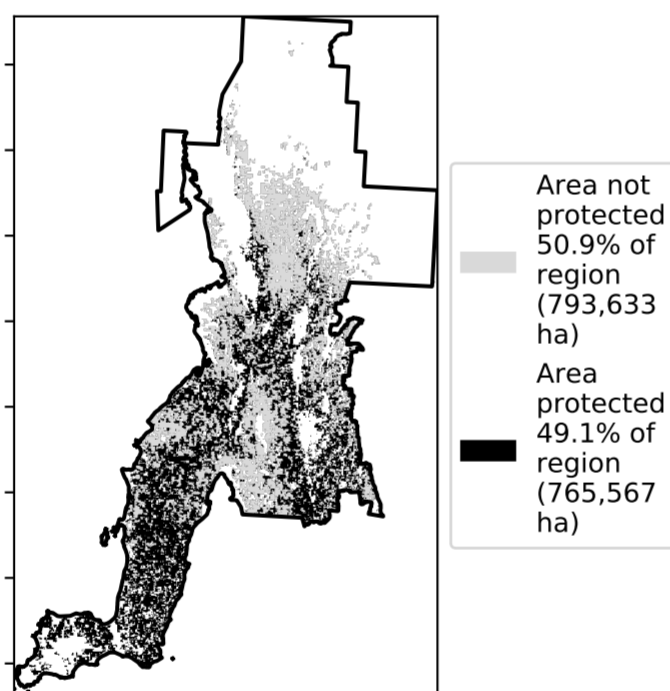 Area not
protected
50.9% of
region
(793,633
ha)
Area
protected
49.1% of
region
(765,567
ha)